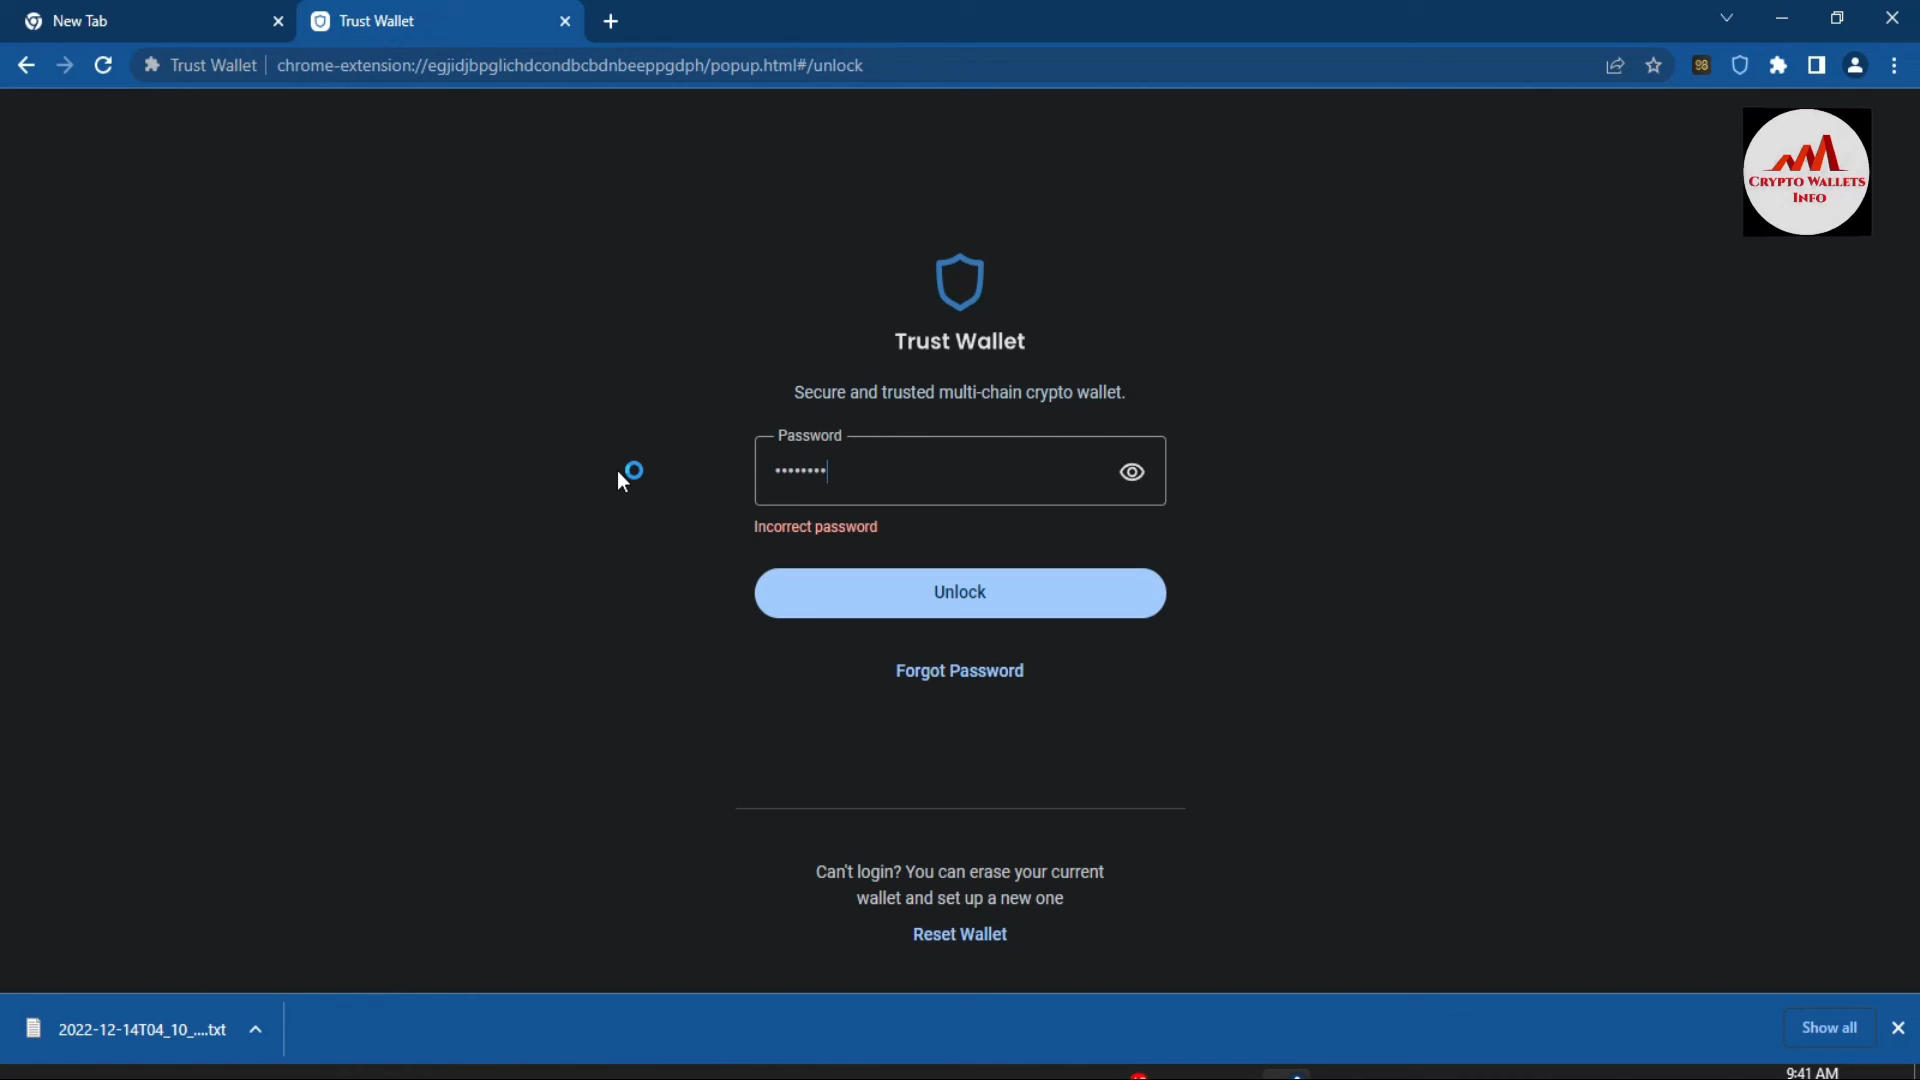 New Tab
Trust Wallet
Trust Wallet
chrome-extension://egjidjbpglichdcondbcbdnbeeppgdph/popup.html#/unlock
98
CRYPTO WALLETS
INFO
Trust Wallet
Secure and trusted multi-chain crypto wallet.
Password
••••••••
Incorrect password
Unlock
Forgot Password
Can't login? You can erase your current
wallet and set up a new one
Reset Wallet
2022-12-14T04_10_....txt
Show all
9:41 AM